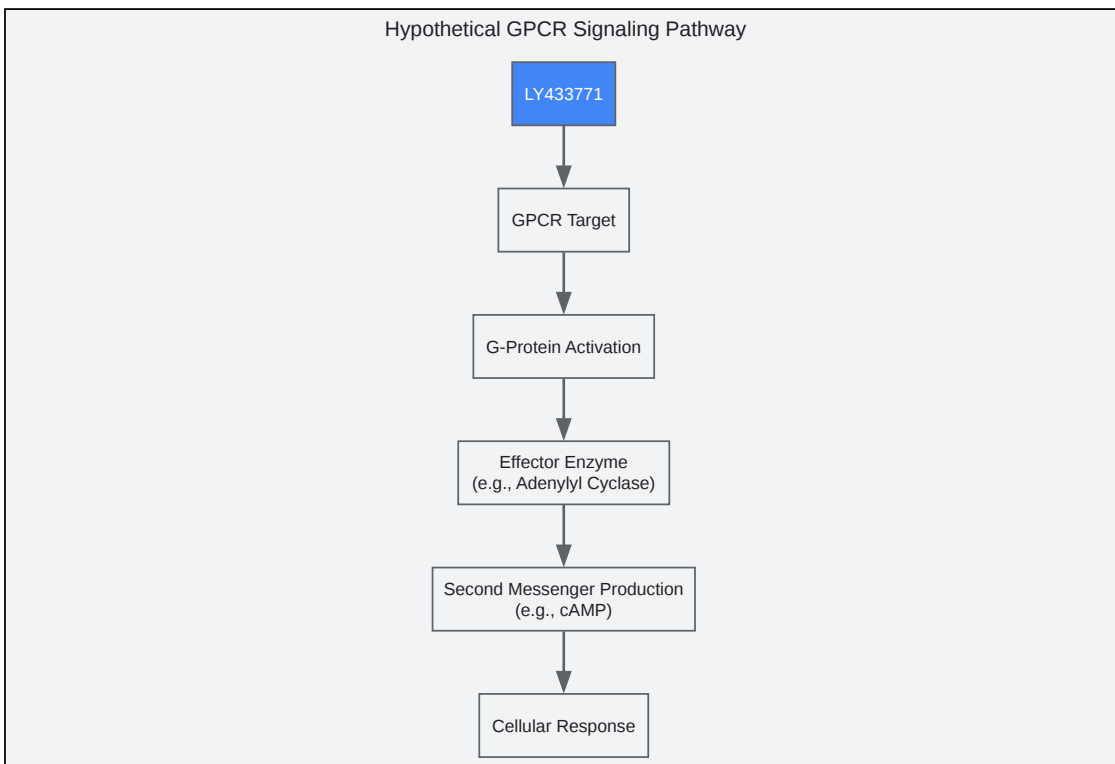 Hypothetical GPCR Signaling Pathway
LY433771
GPCR Target
G-Protein Activation
Effector Enzyme
(e.g., Adenylyl Cyclase)
Second Messenger Production
(e.g., cAMP)
Cellular Response